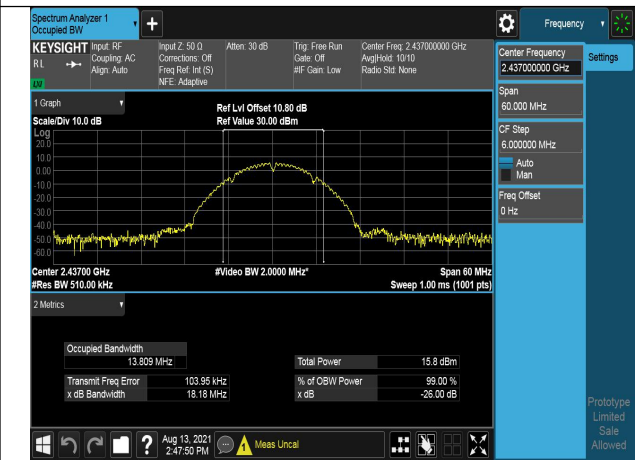 Spectrum Analyzer 1
Occupied BW
+
Frequency
KEYSIGHT Input: RF Input Z: 50 Ω Atten: 30 dB Trig: Free Run Center Freq: 2.437000000 GHz
RL Coupling: AC Corrections: Off Gate: Off Avg|Hold: 10/10
Align: Auto Freq Ref: Int (S) #IF Gain: Low Radio Std: None
NFE: Adaptive
LXI
Center Frequency
2.437000000 GHz
Settings
Span
60.000 MHz
CF Step
6.000000 MHz
Auto
Man
Freq Offset
0 Hz
1 Graph
Ref Lvl Offset 10.80 dB
Scale/Div 10.0 dB Ref Value 30.00 dBm
Log
20.0
10.0
0.00
-10.0
-20.0
-30.0
-40.0
-50.0
-60.0
Center 2.43700 GHz #Video BW 2.0000 MHz* Span 60 MHz
#Res BW 510.00 kHz Sweep 1.00 ms (1001 pts)
2 Metrics
Occupied Bandwidth
13.809 MHz Total Power 15.8 dBm
Transmit Freq Error 103.95 kHz % of OBW Power 99.00 %
x dB Bandwidth 18.18 MHz x dB -26.00 dB
Prototype
Limited
Sale
Allowed
? Aug 13, 2021
2:47:50 PM
Meas Uncal